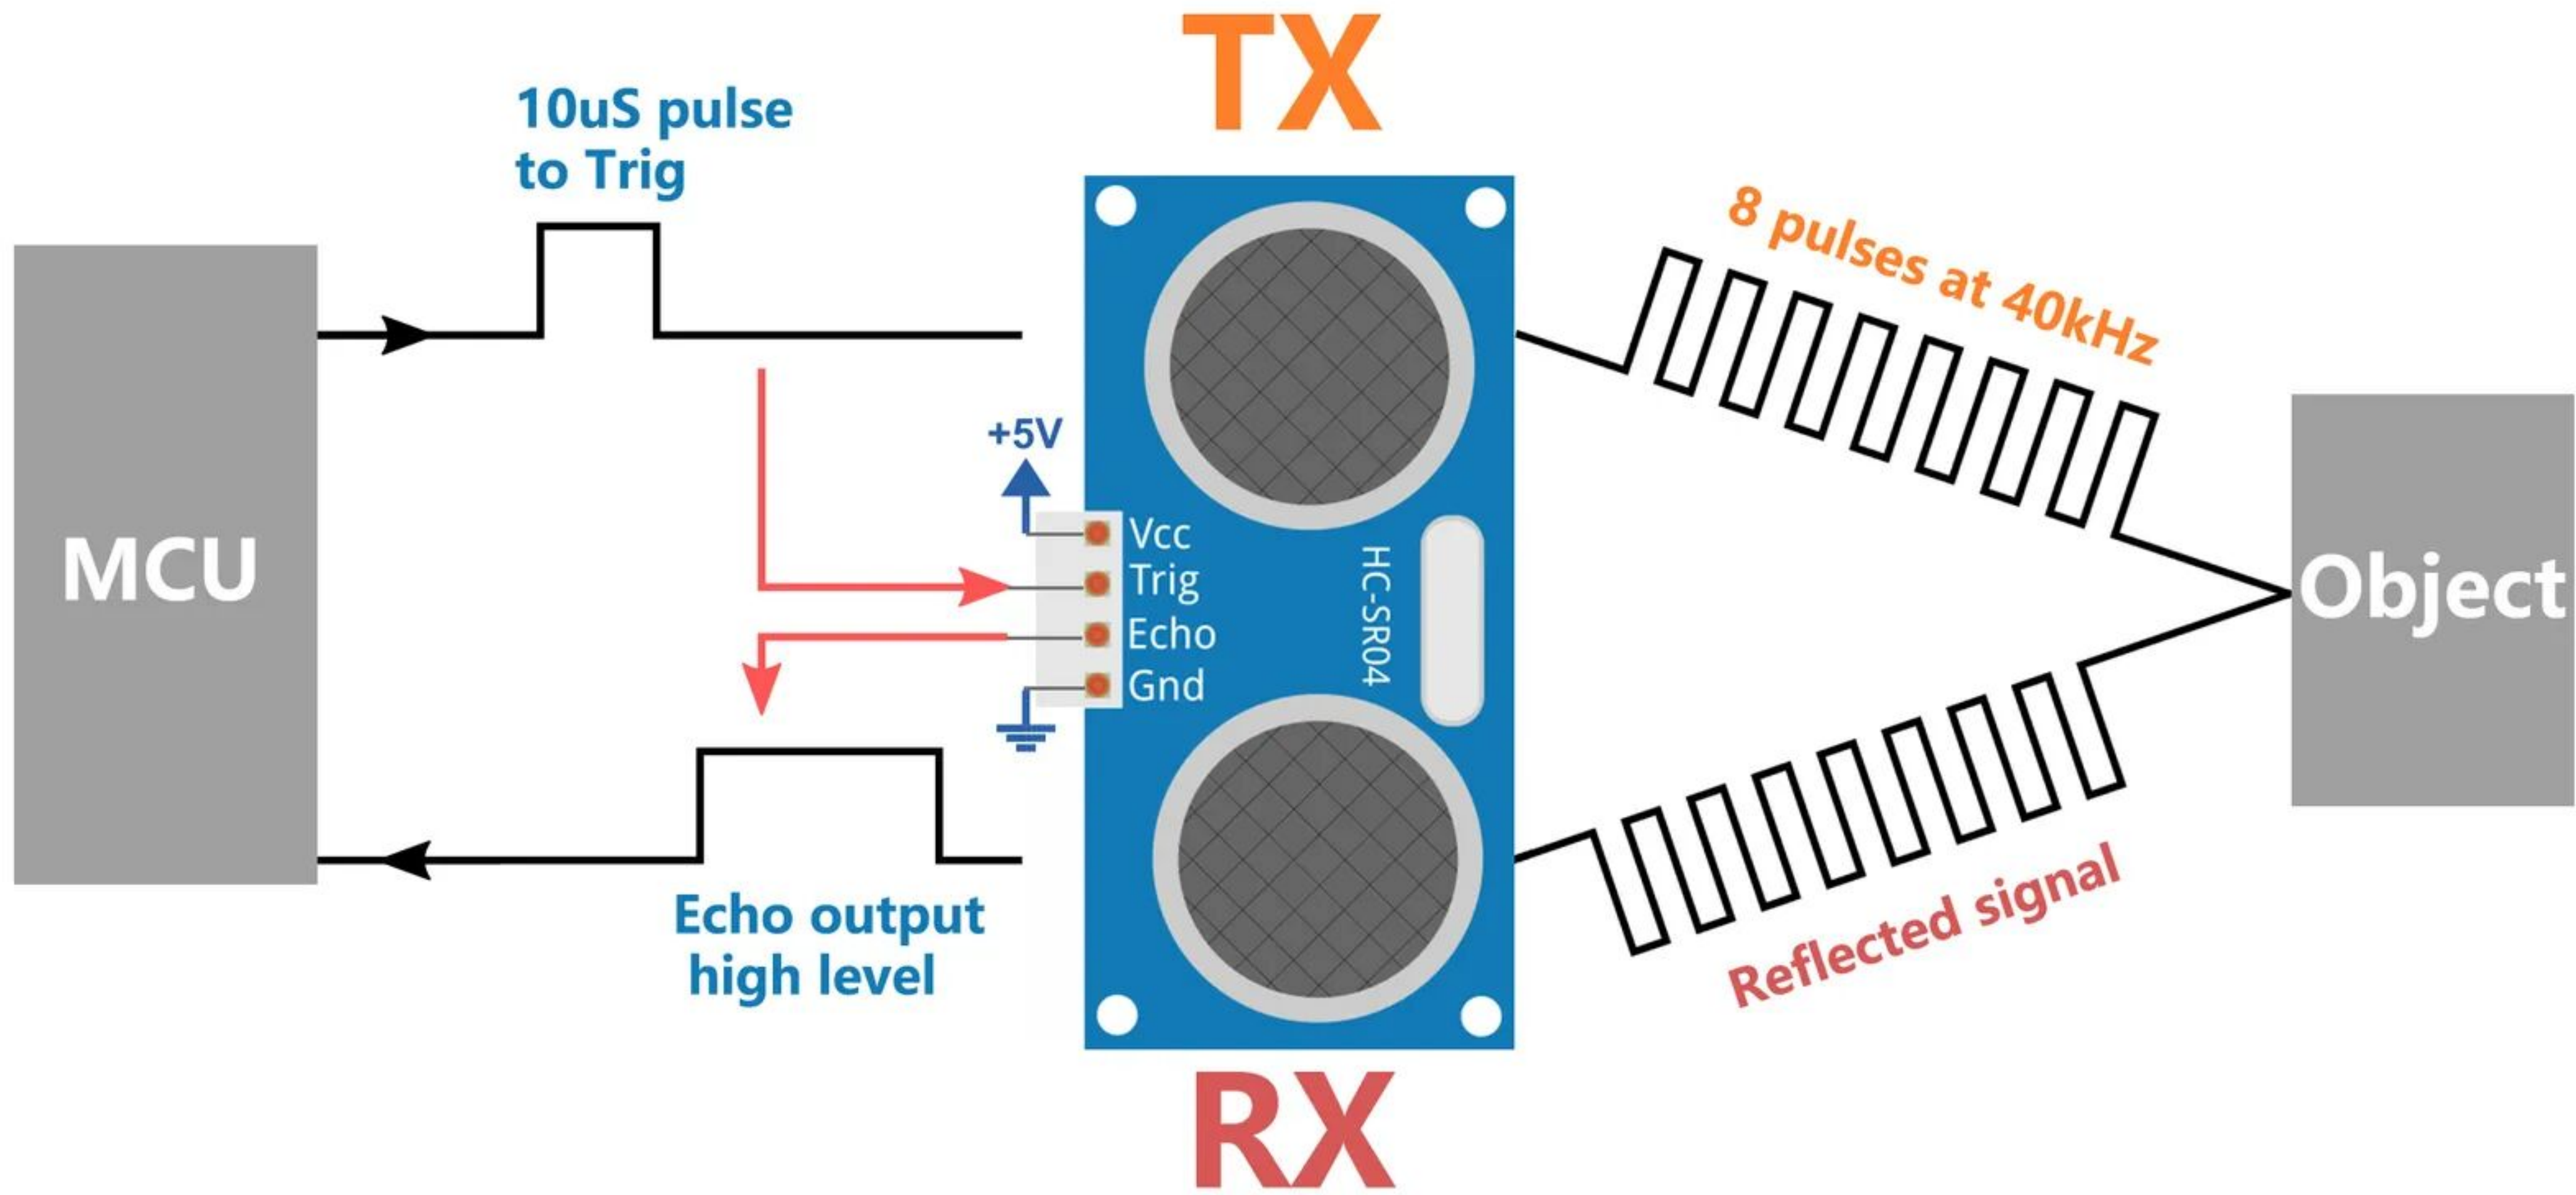 TX
10uS pulse
to Trig
8 pulses at 40kHz
+5V
MCU
Vcc
Trig
Echo
Gnd
HC-SR04
Object
Echo output
high level
Reflected signal
RX